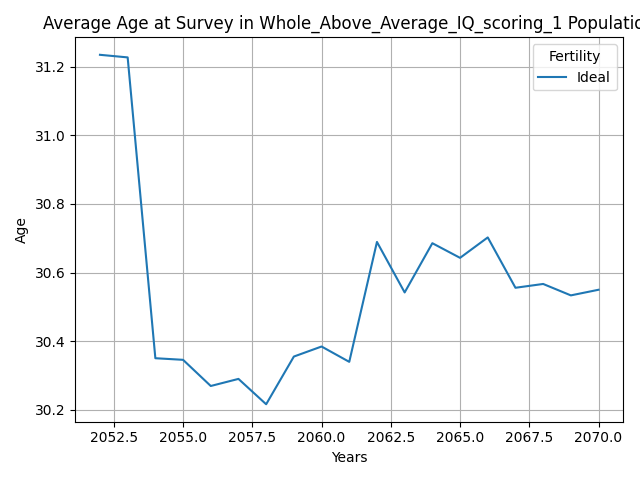 Average Age at Survey in Whole_Above_Average_IQ_scoring_1 Populatio
Fertility
Ideal
31.2
31.0
30.8
30.6
30.4
30.2
Age
2052.5 2055.0 2057.5 2060.0 2062.5 2065.0 2067.5 2070.0
Years